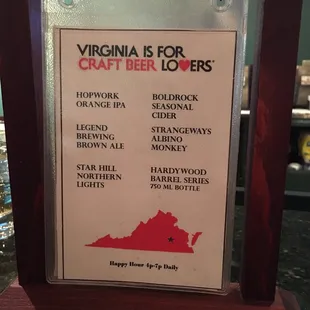 VIRGINIA IS FOR
CRAFT BEER LOVERS
HOPWORK
ORANGE IPA
LEGEND
BREWING
BROWN ALE
STAR HILL
NORTHERN
LIGHTS
BOLDROCK
SEASONAL
CIDER
STRANGEWAYS
ALBINO
MONKEY
HARDYWOOD
BARREL SERIES
750 ML BOTTLE
Happy Hour 4p-7p Daily